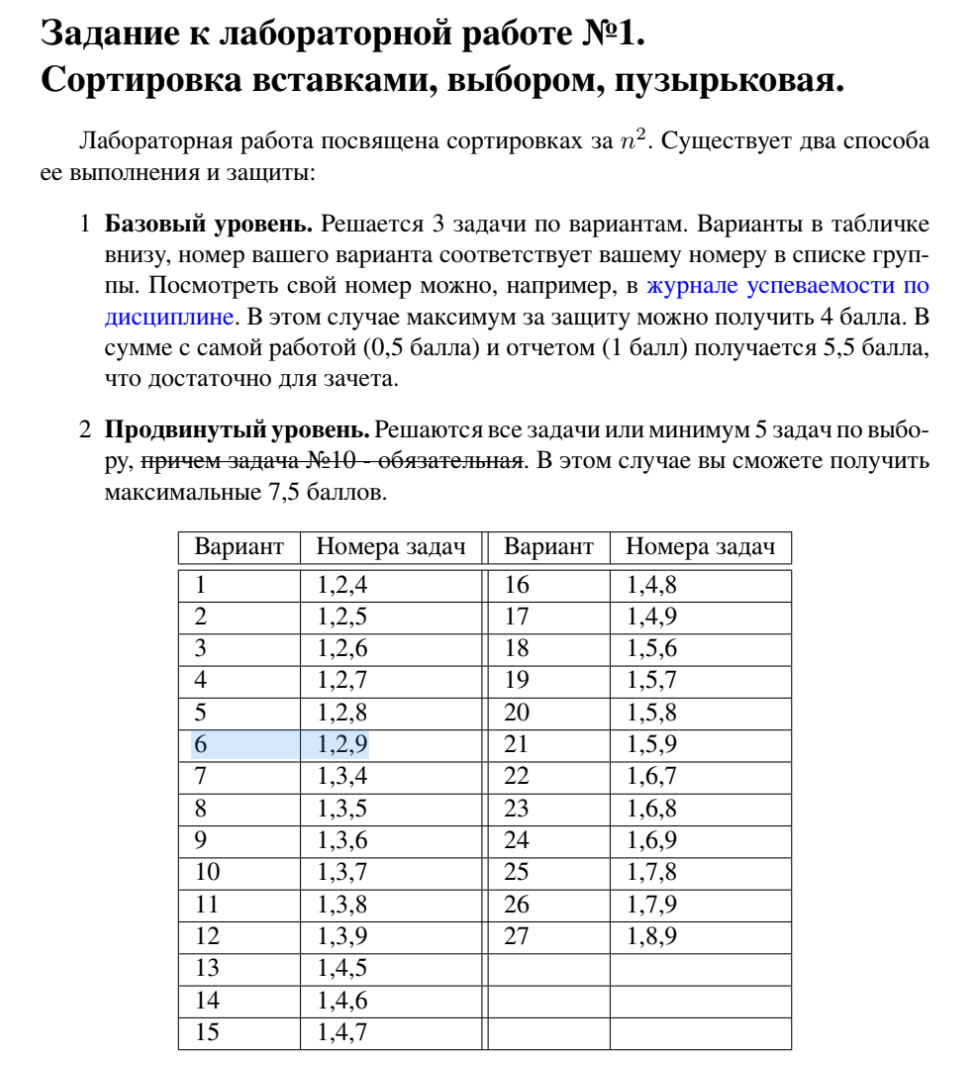 Задание к лабораторной работе №1.
Сортировка вставками, выбором, пузырьковая.
Лабораторная работа посвящена сортировках за n². Существует два способа
ее выполнения и защиты:
1 Базовый уровень. Решается 3 задачи по вариантам. Варианты в табличке
внизу, номер вашего варианта соответствует вашему номеру в списке груп-
пы. Посмотреть свой номер можно, например, в журнале успеваемости по
дисциплине. В этом случае максимум за защиту можно получить 4 балла. В
сумме с самой работой (0,5 балла) и отчетом (1 балл) получается 5,5 балла,
что достаточно для зачета.
2 Продвинутый уровень. Решаются все задачи или минимум 5 задач по выбо-
ру, причем задача №10 - обязательная. В этом случае вы сможете получить
максимальные 7,5 баллов.
Вариант Номера задач Вариант Номера задач
1 1,2,4 16 1,4,8
2 1,2,5 17 1,4,9
3 1,2,6 18 1,5,6
4 1,2,7 19 1,5,7
5 1,2,8 20 1,5,8
6 1,2,9 21 1,5,9
7 1,3,4 22 1,6,7
8 1,3,5 23 1,6,8
9 1,3,6 24 1,6,9
10 1,3,7 25 1,7,8
11 1,3,8 26 1,7,9
12 1,3,9 27 1,8,9
13 1,4,5
14 1,4,6
15 1,4,7